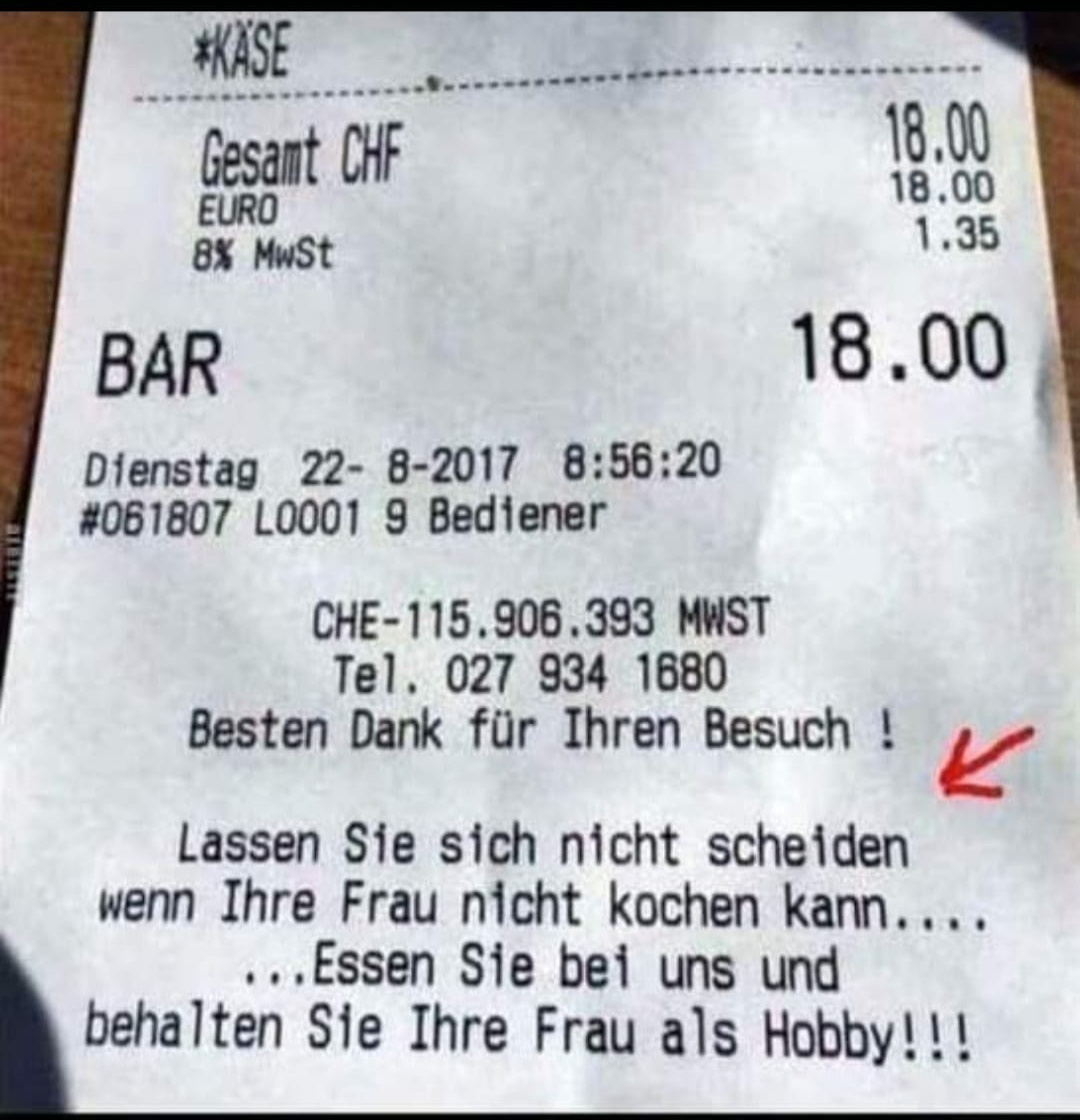 *KÄSE
Gesamt CHF 18.00
EURO 18.00
8% MwSt 1.35
BAR 18.00
Dienstag 22- 8-2017 8:56:20
#061807 L0001 9 Bediener
CHE-115.906.393 MWST
Tel. 027 934 1680
Besten Dank für Ihren Besuch !
Lassen Sie sich nicht scheiden
wenn Ihre Frau nicht kochen kann....
...Essen Sie bei uns und
behalten Sie Ihre Frau als Hobby!!!